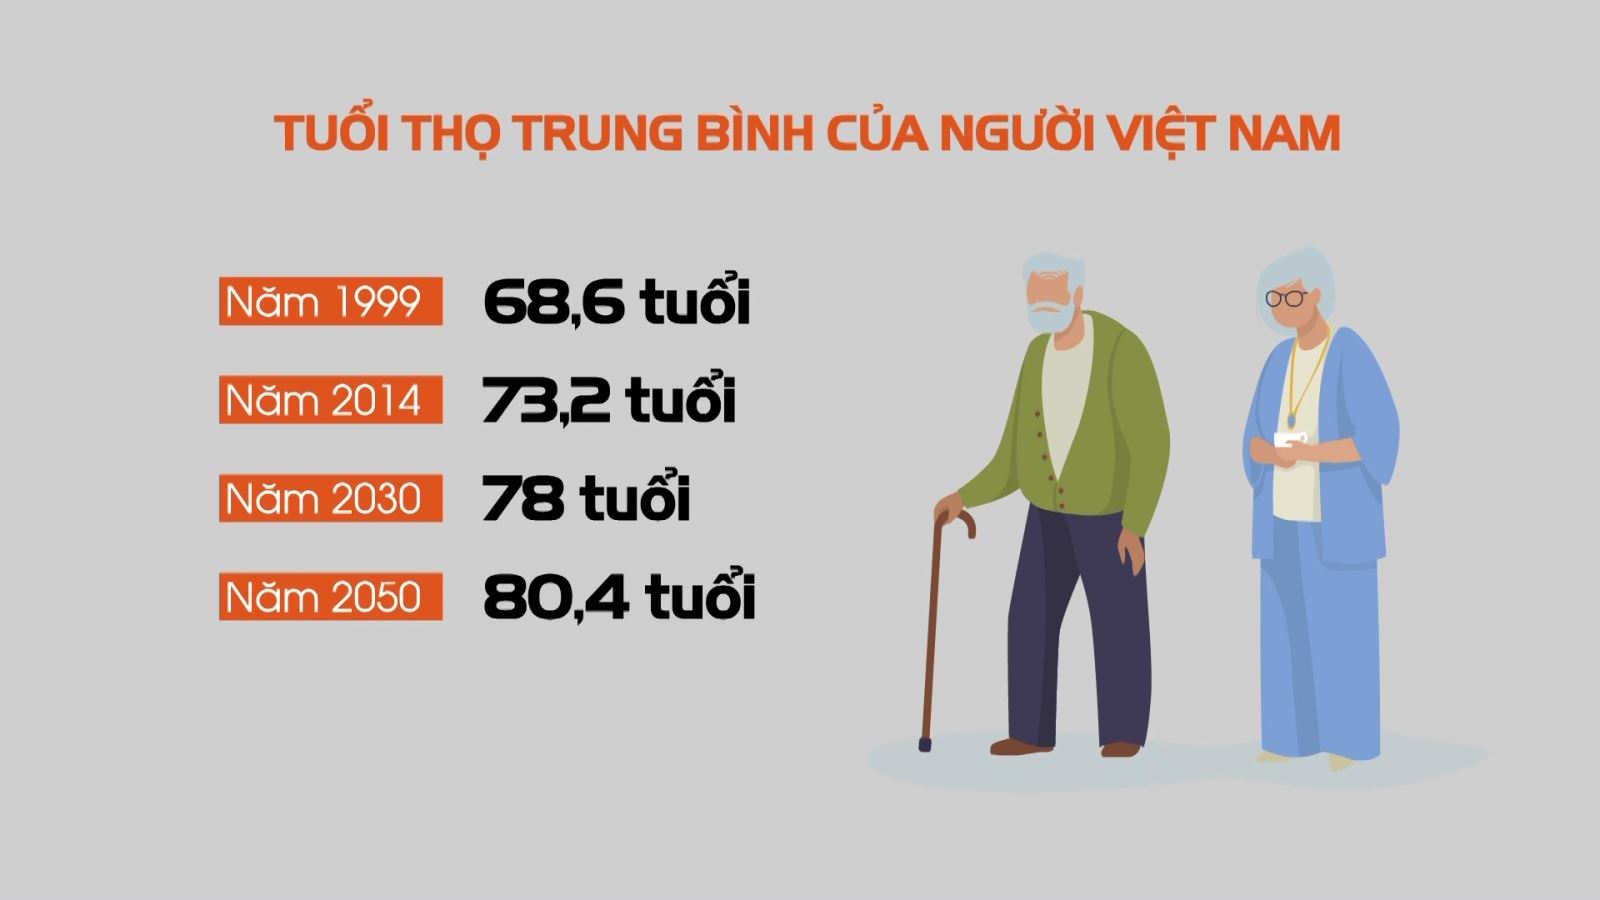 TUỔI THỌ TRUNG BÌNH CỦA NGƯỜI VIỆT NAM
Năm 1999 68,6 tuổi
Năm 2014 73,2 tuổi
Năm 2030 78 tuổi
Năm 2050 80,4 tuổi